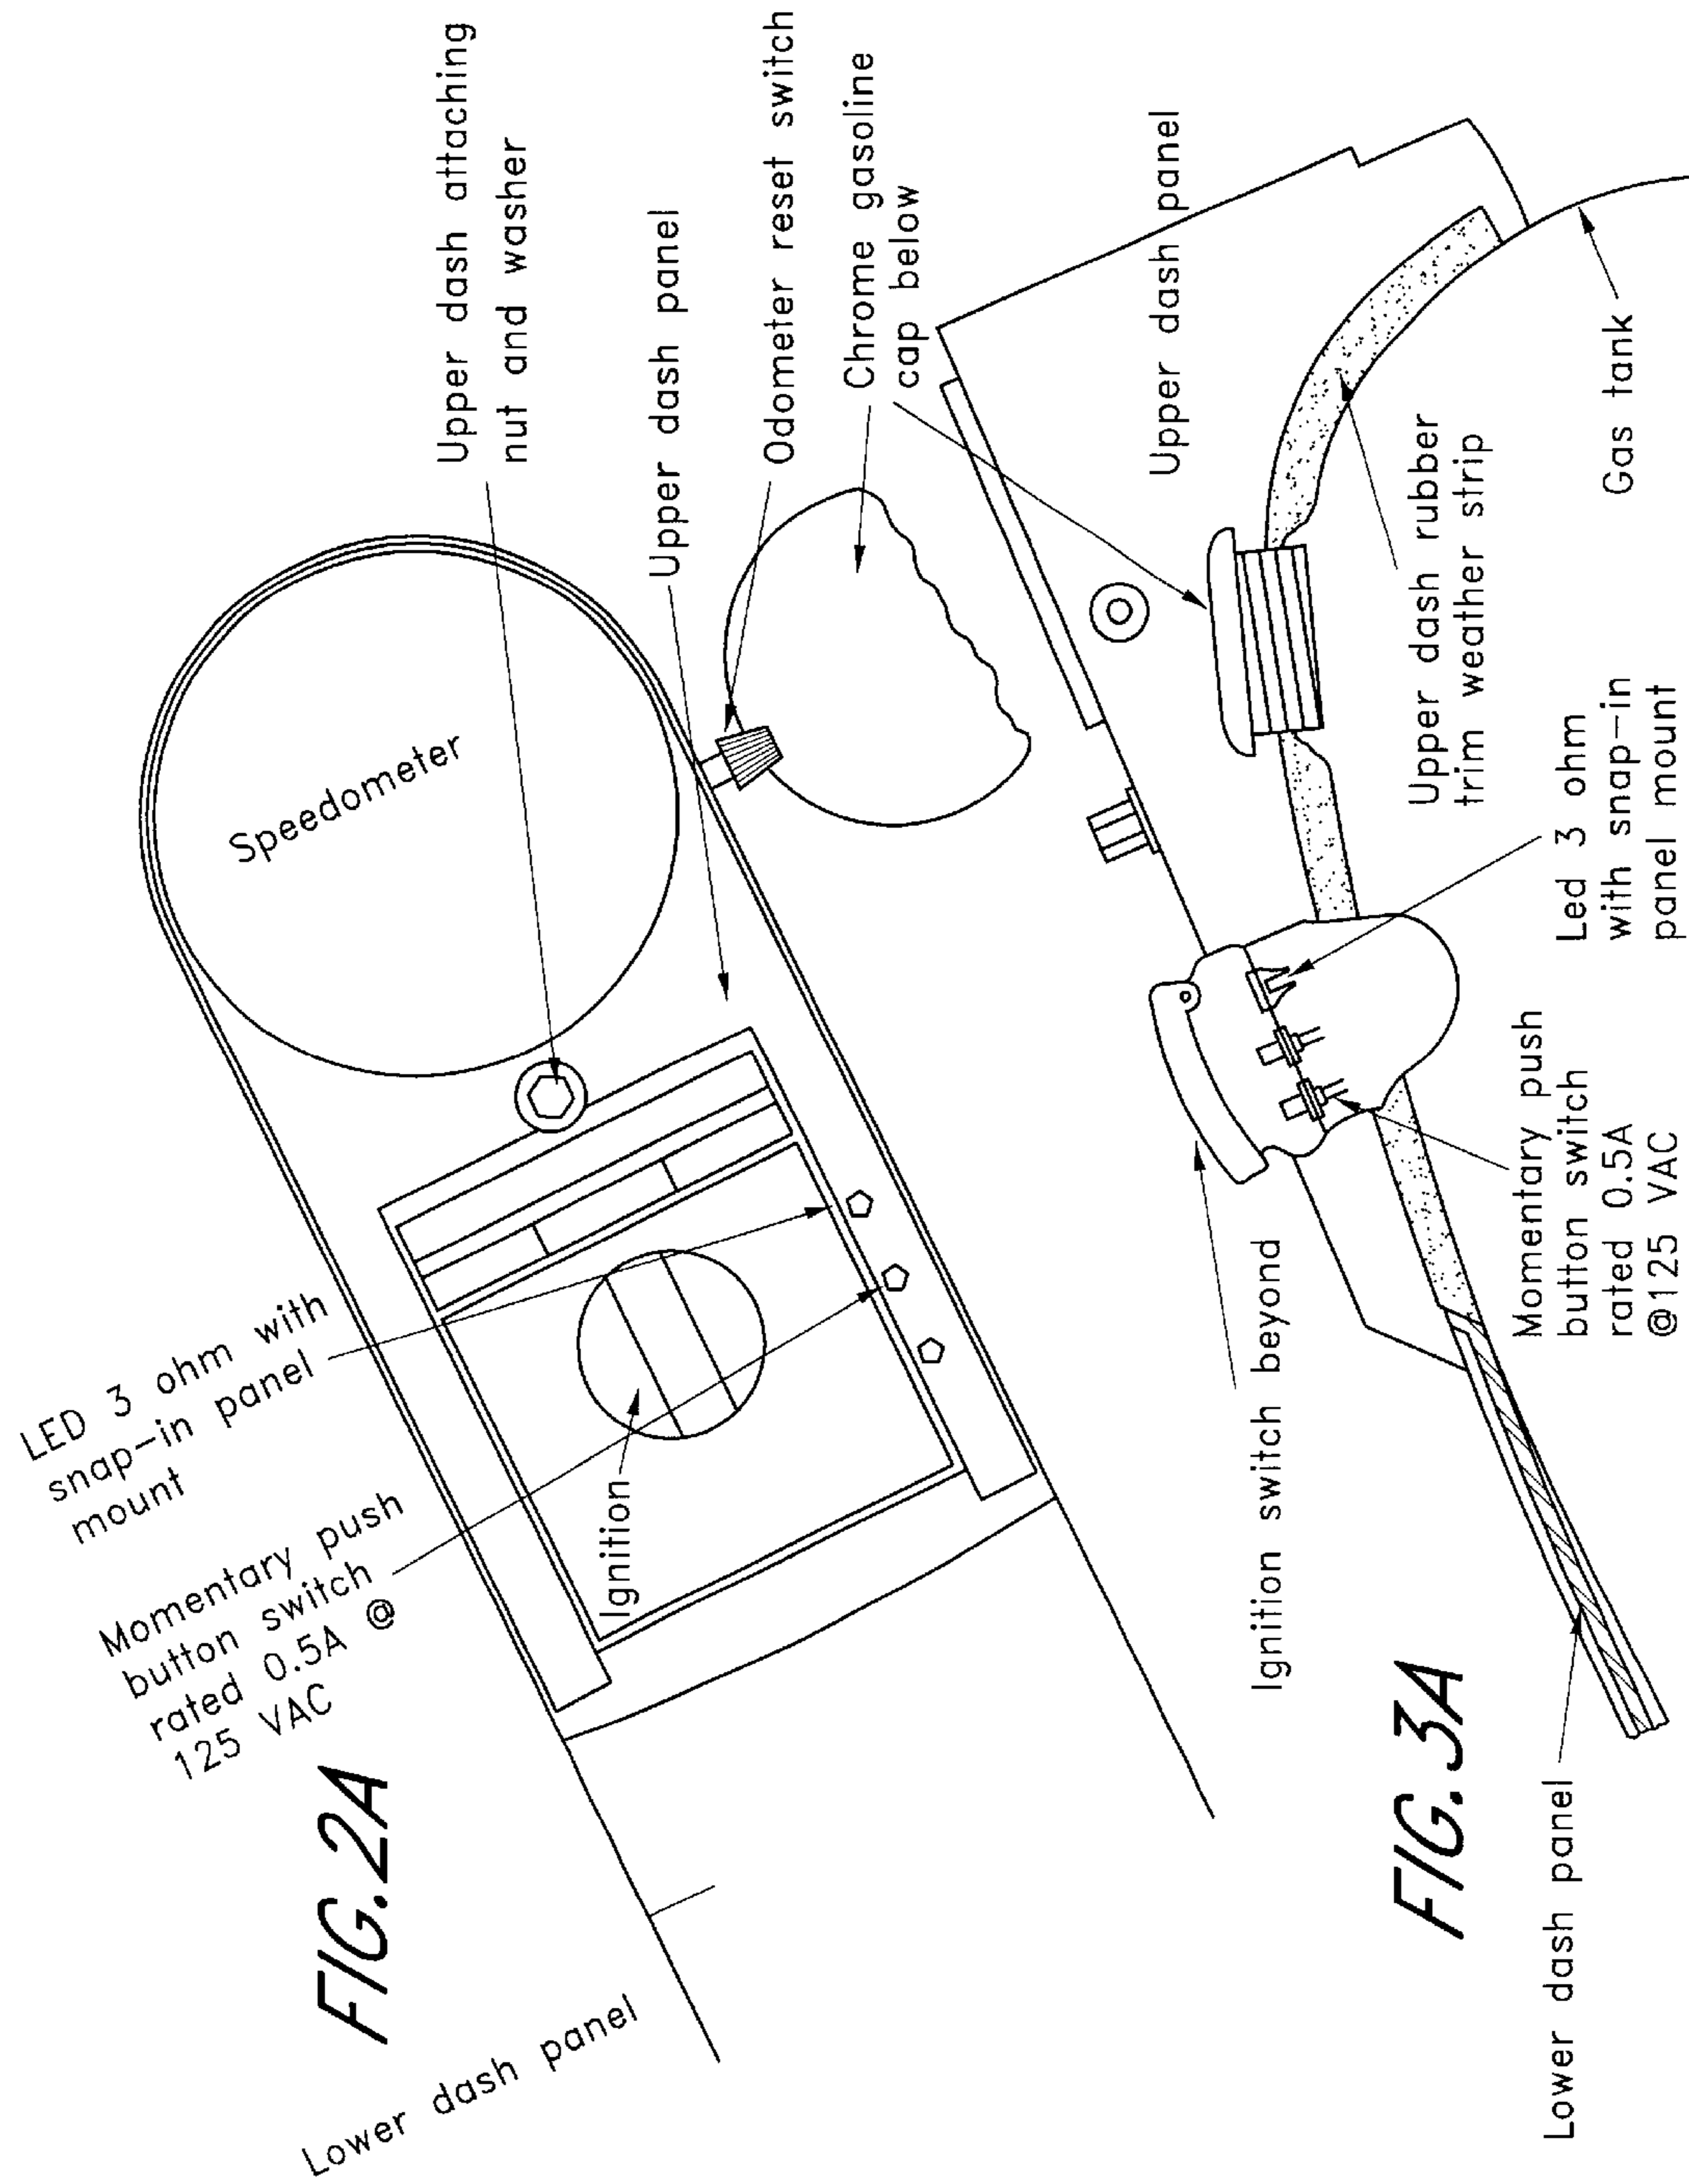 Upper dash attaching
nut and washer
Upper dash panel
Odometer reset switch
Chrome gasoline
cap below
Speedometer
LED 3 ohm with
snap-in panel
mount
Momentary push
button switch
rated 0.5A @
125 VAC
Ignition
FIG.2A
Lower dash panel
Upper dash panel
Upper dash rubber
trim weather strip
Gas tank
Led 3 ohm
with snap-in
panel mount
Momentary push
button switch
rated 0.5A
@125 VAC
Ignition switch beyond
FIG. 3A
Lower dash panel